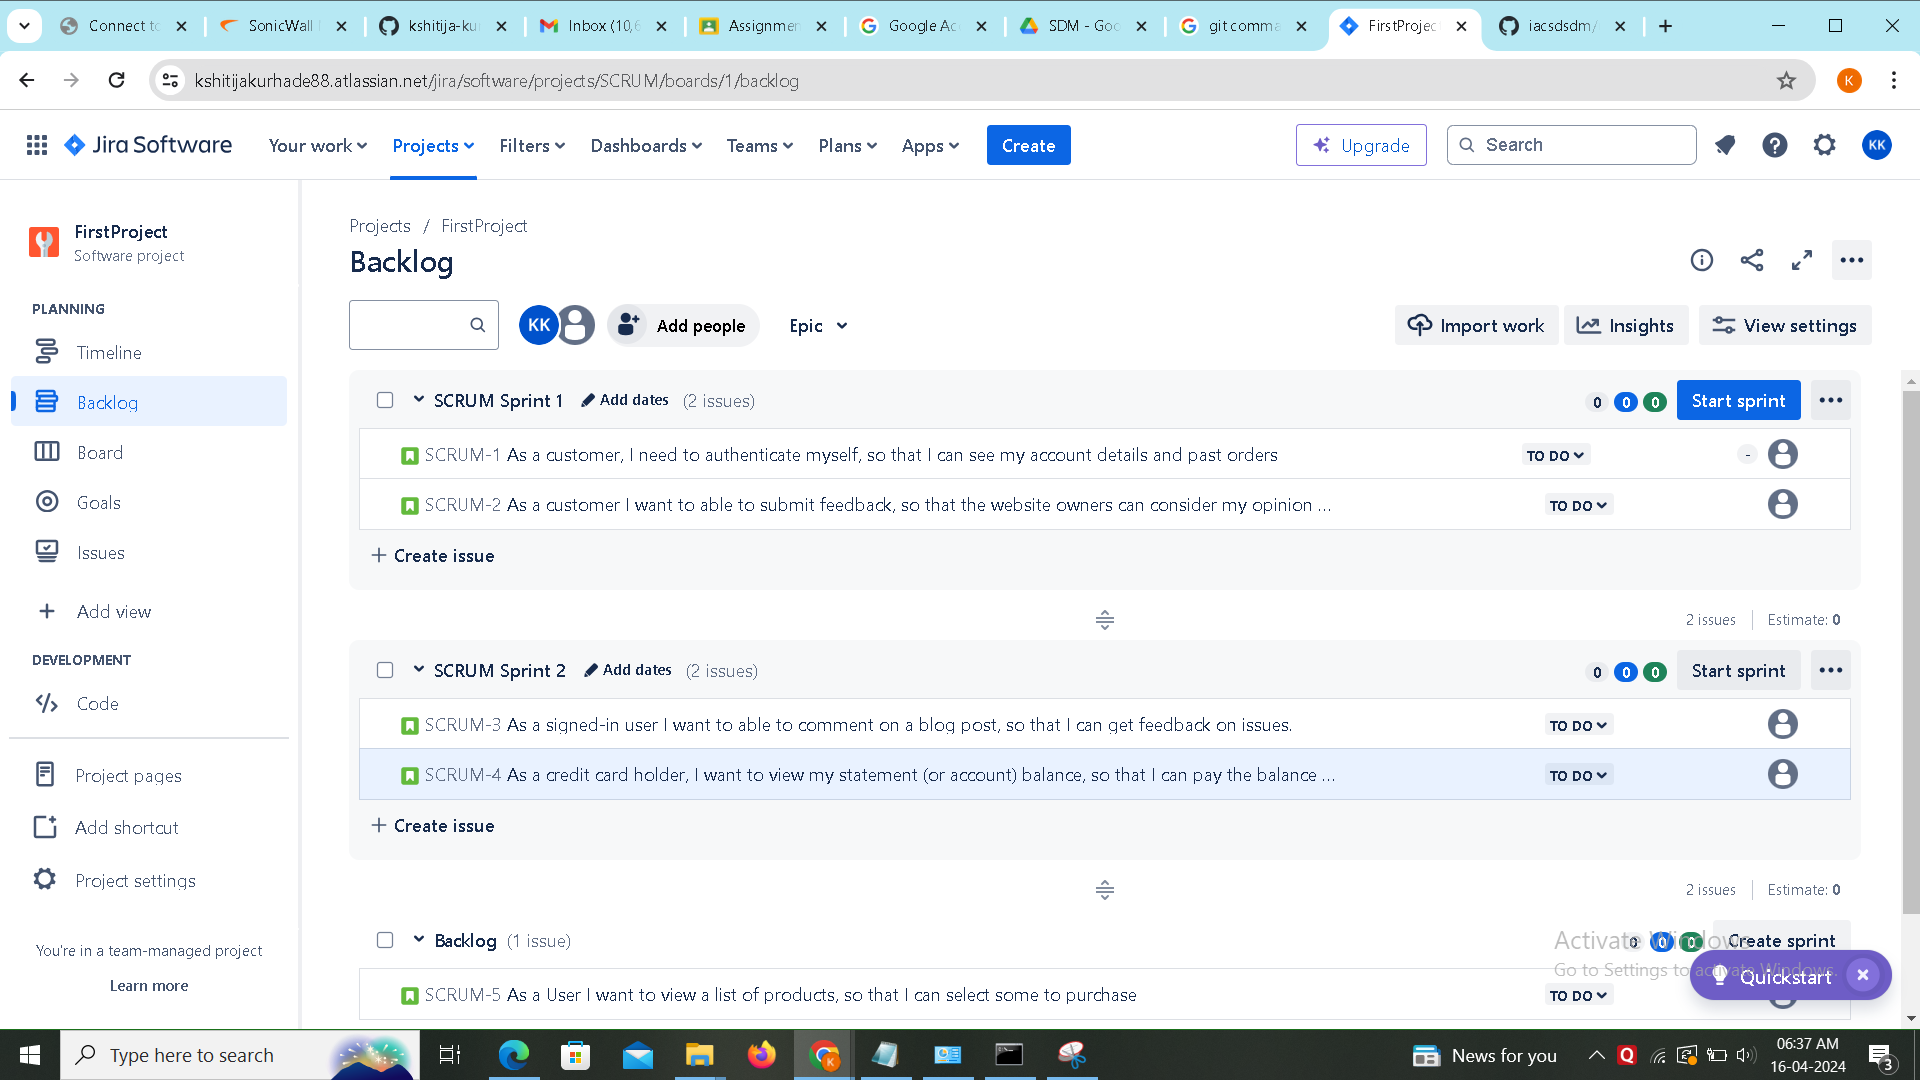 Connect to
SonicWall
kshitija-ku
Inbox (10,6
Assignmen
Google Ac
SDM - Goo
git comma
FirstProjec
iacsdsdm/
kshitijakurhade88.atlassian.net/jira/software/projects/SCRUM/boards/1/backlog
K
Jira Software
Your work
Projects
Filters
Dashboards
Teams
Plans
Apps
Create
Upgrade
Search
KK
FirstProject
Software project
PLANNING
Timeline
Backlog
Board
Goals
Issues
Add view
DEVELOPMENT
Code
Project pages
Add shortcut
Project settings
You're in a team-managed project
Learn more
Projects / FirstProject
Backlog
KK
Add people
Epic
Import work
Insights
View settings
SCRUM Sprint 1 Add dates (2 issues) 0 0 0 Start sprint
SCRUM-1 As a customer, I need to authenticate myself, so that I can see my account details and past orders TO DO -
SCRUM-2 As a customer I want to able to submit feedback, so that the website owners can consider my opinion ... TO DO
+ Create issue
2 issues Estimate: 0
SCRUM Sprint 2 Add dates (2 issues) 0 0 0 Start sprint
SCRUM-3 As a signed-in user I want to able to comment on a blog post, so that I can get feedback on issues. TO DO
SCRUM-4 As a credit card holder, I want to view my statement (or account) balance, so that I can pay the balance ... TO DO
+ Create issue
2 issues Estimate: 0
Backlog (1 issue) 0 0 0 Create sprint
Activate Windows
Go to Settings to activate Windows.
Quickstart
SCRUM-5 As a User I want to view a list of products, so that I can select some to purchase TO DO
Type here to search
K
News for you
Q
06:37 AM
16-04-2024
3